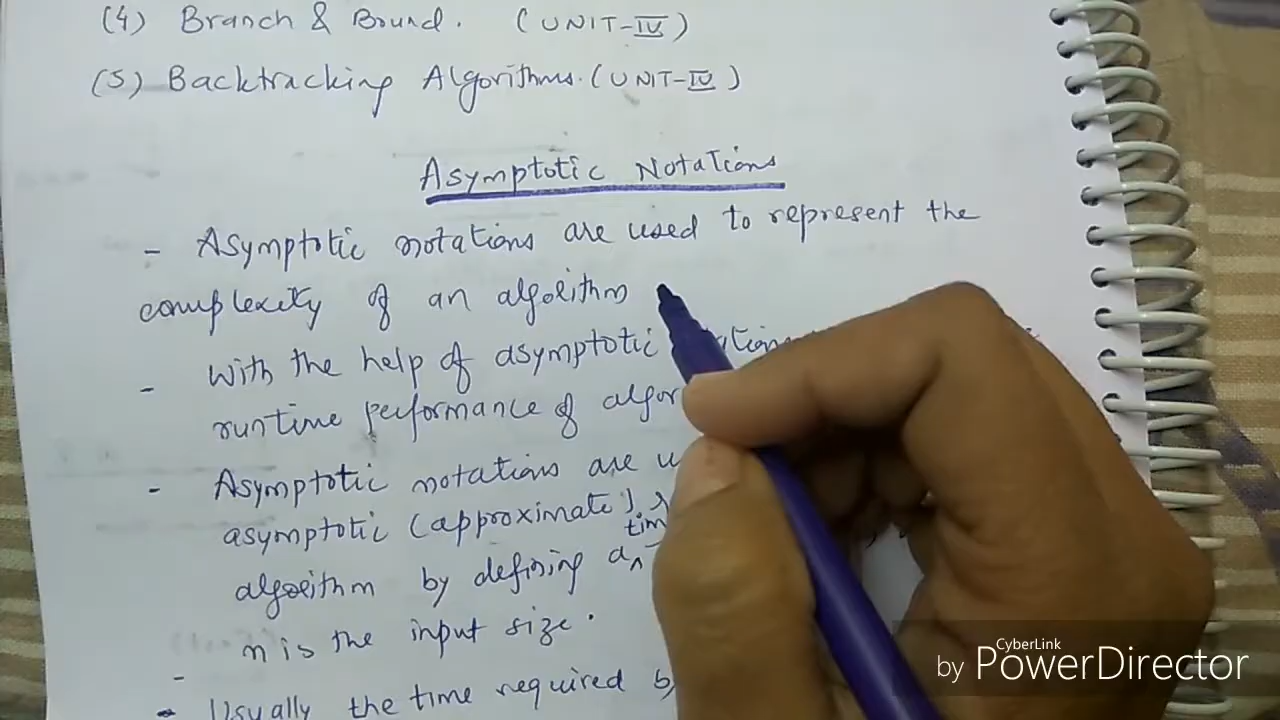 (4) Branch & Bound. (UNIT-IV)
(5) Backtracking Algorithms. (UNIT-IV)
Asymptotic Notations
- Asymptotic notations are used to represent the
complexity of an algorithm
- With the help of asymptotic
runtime performance of
- Asymptotic notations are
asymptotic (approximate)
algorithm by defining a
n is the input size.
-
- Usually the time required
CyberLink
by PowerDirector